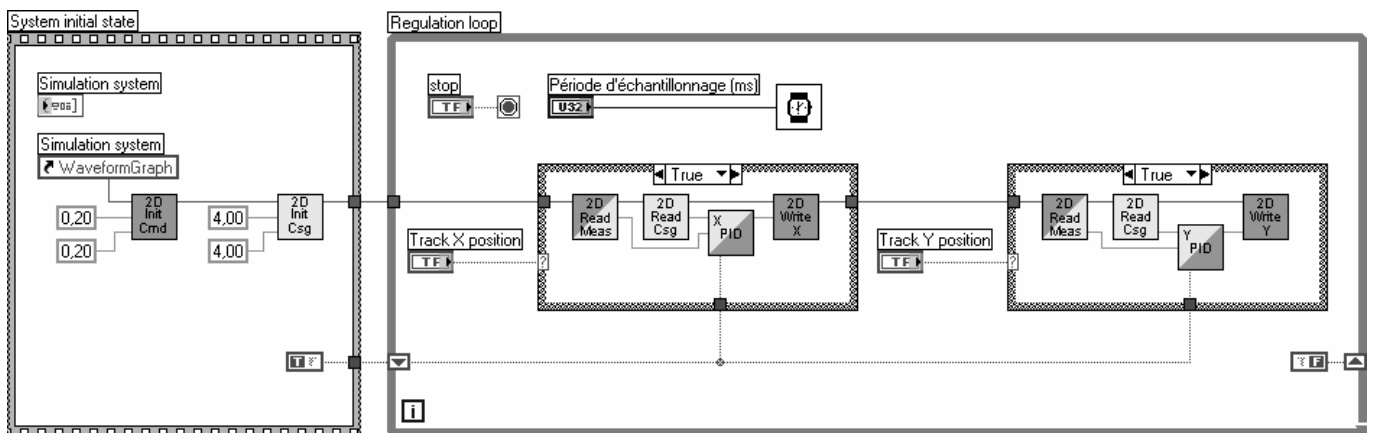 System initial state
Regulation loop
Simulation system
stop
Période d'échantillonnage (ms)
TF
U32
Simulation system
WaveformGraph
True
True
2D
Init
Cmd
2D
Init
Csg
0,20
0,20
4,00
4,00
2D
Read
Meas
2D
Read
Csg
X
PID
2D
Write
X
2D
Read
Meas
2D
Read
Csg
Y
PID
2D
Write
Y
Track X position
TF
?
Track Y position
TF
?
T
F
i